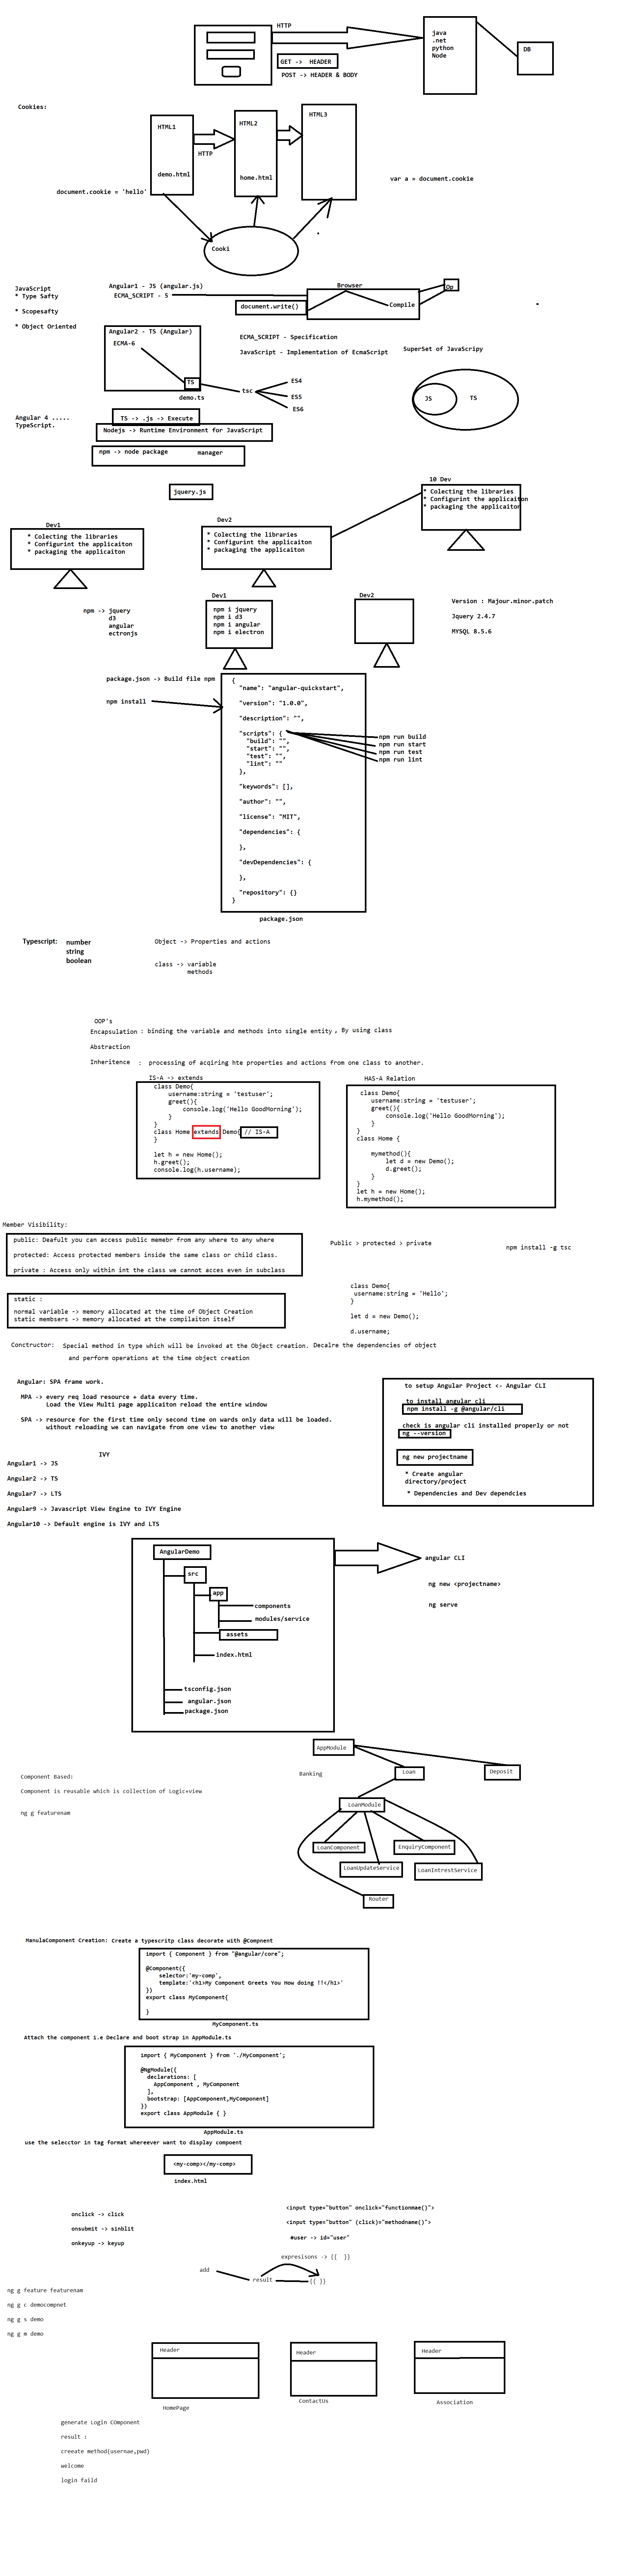 HTTP
java
.net
python
Node
DB
GET -> HEADER
POST -> HEADER & BODY
Cookies:
HTML1
HTML2
HTML3
HTTP
demo.html
home.html
var a = document.cookie
document.cookie = 'hello'
Cooki
JavaScript
* Type Safty
* Scopesafty
* Object Oriented
Angular1 - JS (angular.js)
ECMA_SCRIPT - 5
Browser
document.write()
Compile
Op
Angular2 - TS (Angular)
ECMA-6
TS
demo.ts
tsc
ES4
ES5
ES6
ECMA_SCRIPT - Specification
JavaScript - Implementation of EcmaScript
SuperSet of JavaScripy
JS
TS
Angular 4 .....
TypeScript.
TS -> .js -> Execute
Nodejs -> Runtime Environment for JavaScript
npm -> node package manager
jquery.js
10 Dev
* Colecting the libraries
* Configurint the applicaiton
* packaging the applicaiton
Dev1
* Colecting the libraries
* Configurint the applicaiton
* packaging the applicaiton
Dev2
* Colecting the libraries
* Configurint the applicaiton
* packaging the applicaiton
npm -> jquery
d3
angular
ectronjs
Dev1
npm i jquery
npm i d3
npm i angular
npm i electron
Dev2
Version : Majour.minor.patch
Jquery 2.4.7
MYSQL 8.5.6
package.json -> Build file npm
npm install
{
"name": "angular-quickstart",
"version": "1.0.0",
"description": "",
"scripts": {
"build": "",
"start": "",
"test": "",
"lint": ""
},
"keywords": [],
"author": "",
"license": "MIT",
"dependencies": {
},
"devDependencies": {
},
"repository": {}
}
npm run build
npm run start
npm run test
npm run lint
package.json
Typescript:
number
string
boolean
Object -> Properties and actions
class -> variable
methods
OOP's
Encapsulation : binding the variable and methods into single entity , By using class
Abstraction
Inheritence : processing of acqiring hte properties and actions from one class to another.
IS-A -> extends
class Demo{
username:string = 'testuser';
greet(){
console.log('Hello GoodMorning');
}
}
class Home extends Demo{ // IS-A
}
let h = new Home();
h.greet();
console.log(h.username);
HAS-A Relation
class Demo{
username:string = 'testuser';
greet(){
console.log('Hello GoodMorning');
}
}
class Home {
mymethod(){
let d = new Demo();
d.greet();
}
}
let h = new Home();
h.mymethod();
Member Visibility:
public: Deafult you can access public memebr from any where to any where
protected: Access protected members inside the same class or child class.
private : Access only within int the class we cannot acces even in subclass
Public > protected > private
npm install -g tsc
static :
normal variable -> memory allocated at the time of Object Creation
static membsers -> memory allocated at the compilaiton itself
class Demo{
username:string = 'Hello';
}
let d = new Demo();
d.username;
Conctructor: Special method in type which will be invoked at the Object creation. Decalre the dependencies of object
and perform operations at the time object creation
Angular: SPA frame work.
MPA -> every req load resource + data every time.
Load the View Multi page applicaiton reload the entire window
SPA -> resource for the first time only second time on wards only data will be loaded.
without reloading we can navigate from one view to another view
to setup Angular Project <- Angular CLI
to install angular cli
npm install -g @angular/cli
check is angular cli installed properly or not
ng --version
ng new projectname
* Create angular
directory/project
* Dependencies and Dev dependcies
IVY
Angular1 -> JS
Angular2 -> TS
Angular7 -> LTS
Angular9 -> Javascript View Engine to IVY Engine
Angular10 -> Default engine is IVY and LTS
AngularDemo
src
app
components
modules/service
assets
index.html
tsconfig.json
angular.json
package.json
angular CLI
ng new <projectname>
ng serve
AppModule
Banking
Loan
Deposit
Component Based:
Component is reusable which is collection of Logic+view
ng g featurenam
LoanModule
LoanComponent
EnquiryComponent
LoanUpdateService
LoanIntrestService
Router
ManulaComponent Creation: Create a typescritp class decorate with @Compnent
import { Component } from "@angular/core";
@Component({
selector:'my-comp',
template:'<h1>My Component Greets You How doing !!</h1>'
})
export class MyComponent{
}
MyComponent.ts
Attach the component i.e Declare and boot strap in AppModule.ts
import { MyComponent } from './MyComponent';
@NgModule({
declarations: [
AppComponent , MyComponent
],
bootstrap: [AppComponent,MyComponent]
})
export class AppModule { }
AppModule.ts
use the selecctor in tag format whereever want to display compoent
<my-comp></my-comp>
index.html
onclick -> click
onsubmit -> sinblit
onkeyup -> keyup
<input type="button" onclick="functionmae()">
<input type="button" (click)="methodname()">
#user -> id="user"
expresisons -> {{ }}
add
result
{{ }}
ng g feature featurenam
ng g c democompnet
ng g s demo
ng g m demo
Header
HomePage
Header
ContactUs
Header
Association
generate Login COmponent
result :
creeate method(usernae,pwd)
welcome
login faild